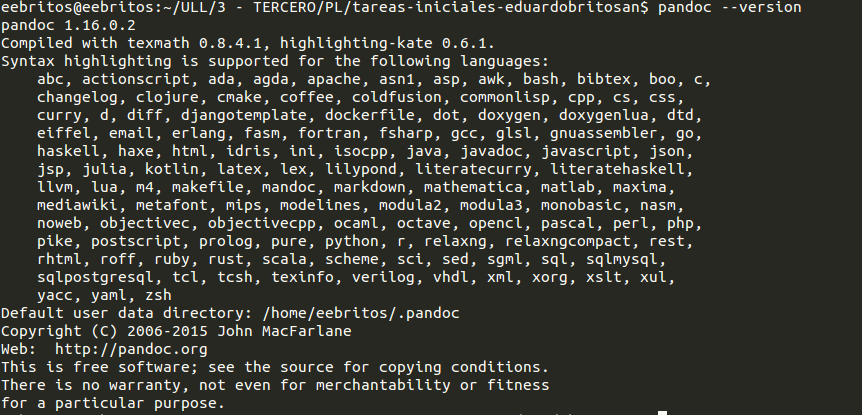 eebritos@eebritos:~/ULL/3 - TERCERO/PL/tareas-iniciales-eduardobritosan$ pandoc --version
pandoc 1.16.0.2
Compiled with texmath 0.8.4.1, highlighting-kate 0.6.1.
Syntax highlighting is supported for the following languages:
    abc, actionscript, ada, agda, apache, asn1, asp, awk, bash, bibtex, boo, c,
    changelog, clojure, cmake, coffee, coldfusion, commonlisp, cpp, cs, css,
    curry, d, diff, djangotemplate, dockerfile, dot, doxygen, doxygenlua, dtd,
    eiffel, email, erlang, fasm, fortran, fsharp, gcc, glsl, gnuassembler, go,
    haskell, haxe, html, idris, ini, isocpp, java, javadoc, javascript, json,
    jsp, julia, kotlin, latex, lex, lilypond, literatecurry, literatehaskell,
    llvm, lua, m4, makefile, mandoc, markdown, mathematica, matlab, maxima,
    mediawiki, metafont, mips, modelines, modula2, modula3, monobasic, nasm,
    noweb, objectivec, objectivecpp, ocaml, octave, opencl, pascal, perl, php,
    pike, postscript, prolog, pure, python, r, relaxng, relaxngcompact, rest,
    rhtml, roff, ruby, rust, scala, scheme, sci, sed, sgml, sql, sqlmysql,
    sqlpostgresql, tcl, tcsh, texinfo, verilog, vhdl, xml, xorg, xslt, xul,
    yacc, yaml, zsh
Default user data directory: /home/eebritos/.pandoc
Copyright (C) 2006-2015 John MacFarlane
Web:  http://pandoc.org
This is free software; see the source for copying conditions.
There is no warranty, not even for merchantability or fitness
for a particular purpose.